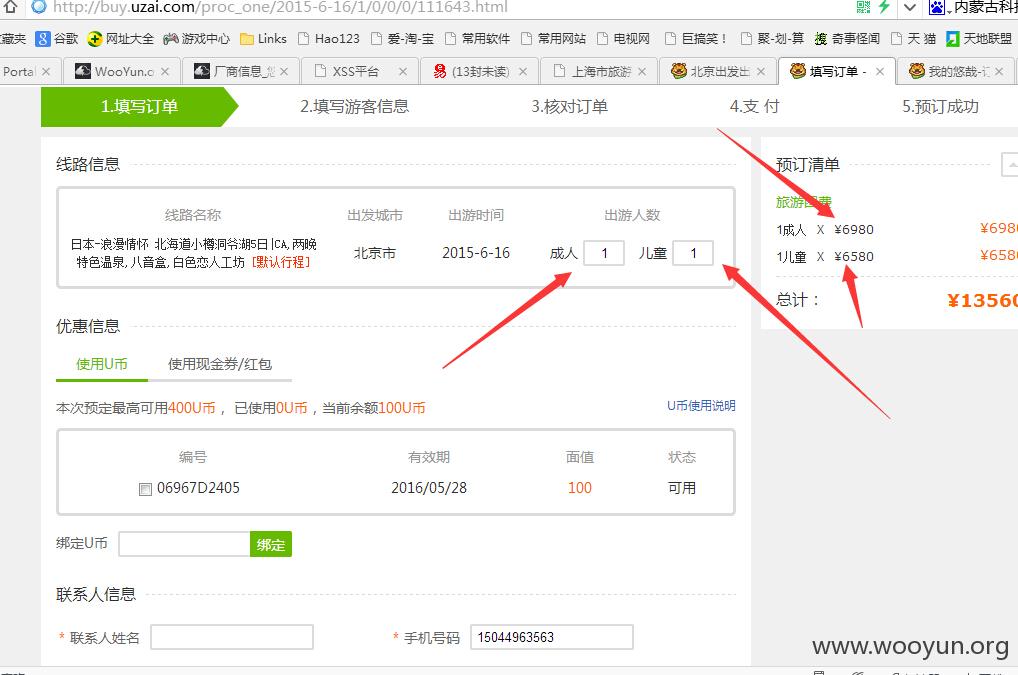 http://buy.uzai.com/proc_one/2015-6-16/1/0/0/0/111643.html
内蒙古科技
收藏夹 谷歌 网址大全 游戏中心 Links Hao123 爱-淘-宝 常用软件 常用网站 电视网 巨搞笑！ 聚-划-算 奇事怪闻 天 猫 天地联盟
Portal WooYun.o 厂商信息_ XSS平台 (13封未读) 上海市旅游 北京出发出 填写订单 - 我的悠哉-订
1.填写订单 2.填写游客信息 3.核对订单 4.支 付 5.预订成功
线路信息
线路名称 出发城市 出游时间 出游人数
日本-浪漫情怀 北海道小樽洞爷湖5日|CA,两晚
特色温泉,八音盒,白色恋人工坊 [默认行程]
北京市 2015-6-16 成人 1 儿童 1
预订清单
旅游团费
1成人 X ¥6980 ¥6980
1儿童 X ¥6580 ¥6580
总计： ¥13560
优惠信息
使用U币 使用现金券/红包
本次预定最高可用400U币， 已使用0U币，当前余额100U币 U币使用说明
编号 有效期 面值 状态
06967D2405 2016/05/28 100 可用
绑定U币 绑定
联系人信息
* 联系人姓名 * 手机号码 15044963563
www.wooyun.org